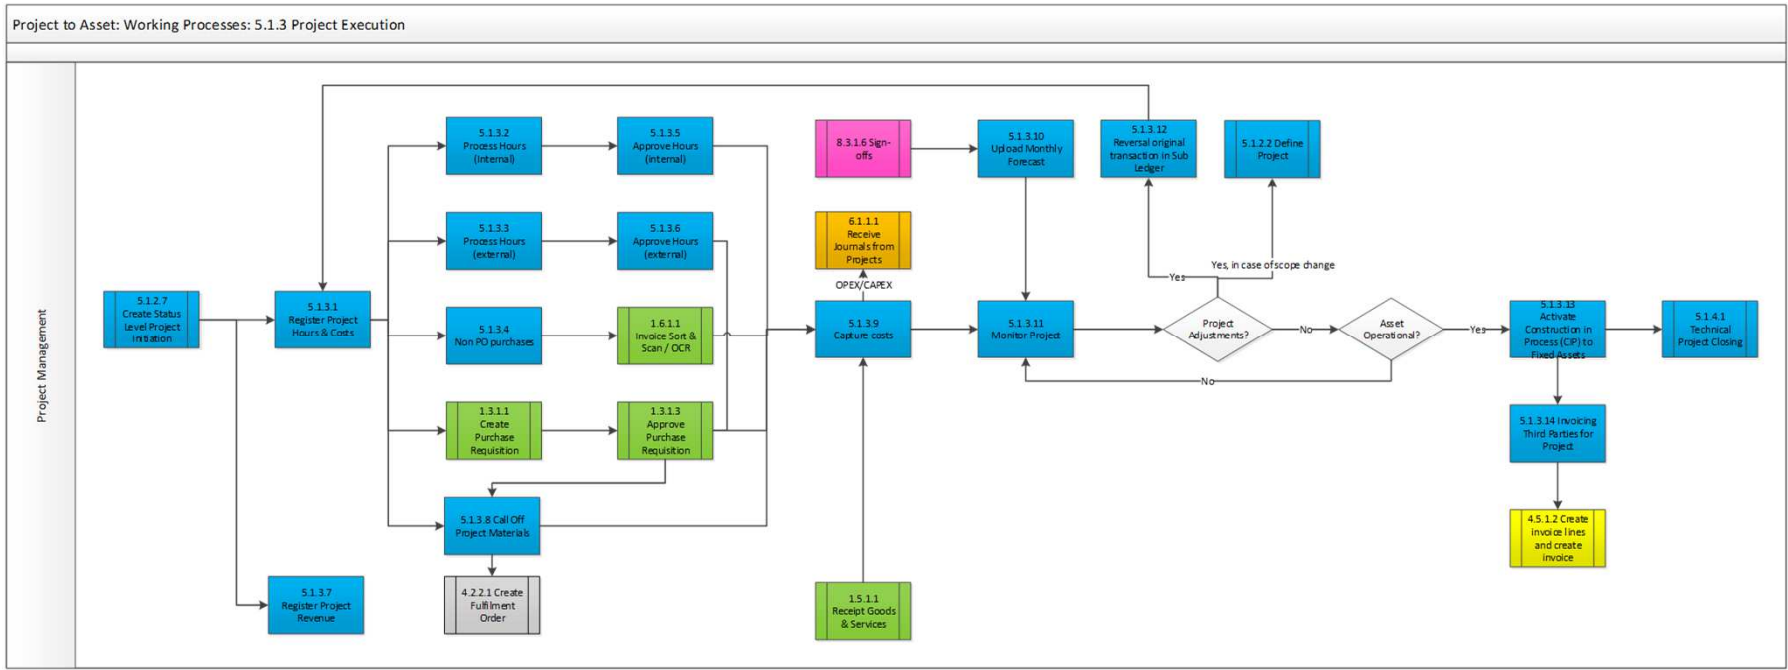 Project to Asset: Working Processes: 5.1.3 Project Execution
Project Management
5.1.2.7
Create Status
Level Project
Initiation
5.1.3.1
Register Project
Hours & Costs
5.1.3.7
Register Project
Revenue
5.1.3.2
Process Hours
(Internal)
5.1.3.5
Approve Hours
(internal)
5.1.3.3
Process Hours
(external)
5.1.3.6
Approve Hours
(external)
5.1.3.4
Non PO purchases
1.6.1.1
Invoice Sort &
Scan / OCR
1.3.1.1
Create
Purchase
Requisition
1.3.1.3
Approve
Purchase
Requisition
5.1.3.8 Call Off
Project Materials
4.2.2.1 Create
Fulfilment
Order
8.3.1.6 Sign-
offs
6.1.1.1
Receive
Journals from
Projects
OPEX/CAPEX
5.1.3.9
Capture costs
1.5.1.1
Receipt Goods
& Services
5.1.3.10
Upload Monthly
Forecast
5.1.3.11
Monitor Project
5.1.3.12
Reversal original
transaction in Sub
Ledger
5.1.2.2 Define
Project
Yes
Yes, in case of scope change
Project
Adjustments?
No
Asset
Operational?
No
Yes
5.1.3.13
Activate
Construction in
Process (CIP) to
Fixed Assets
5.1.4.1
Technical
Project Closing
5.1.3.14 Invoicing
Third Parties for
Project
4.5.1.2 Create
invoice lines
and create
invoice